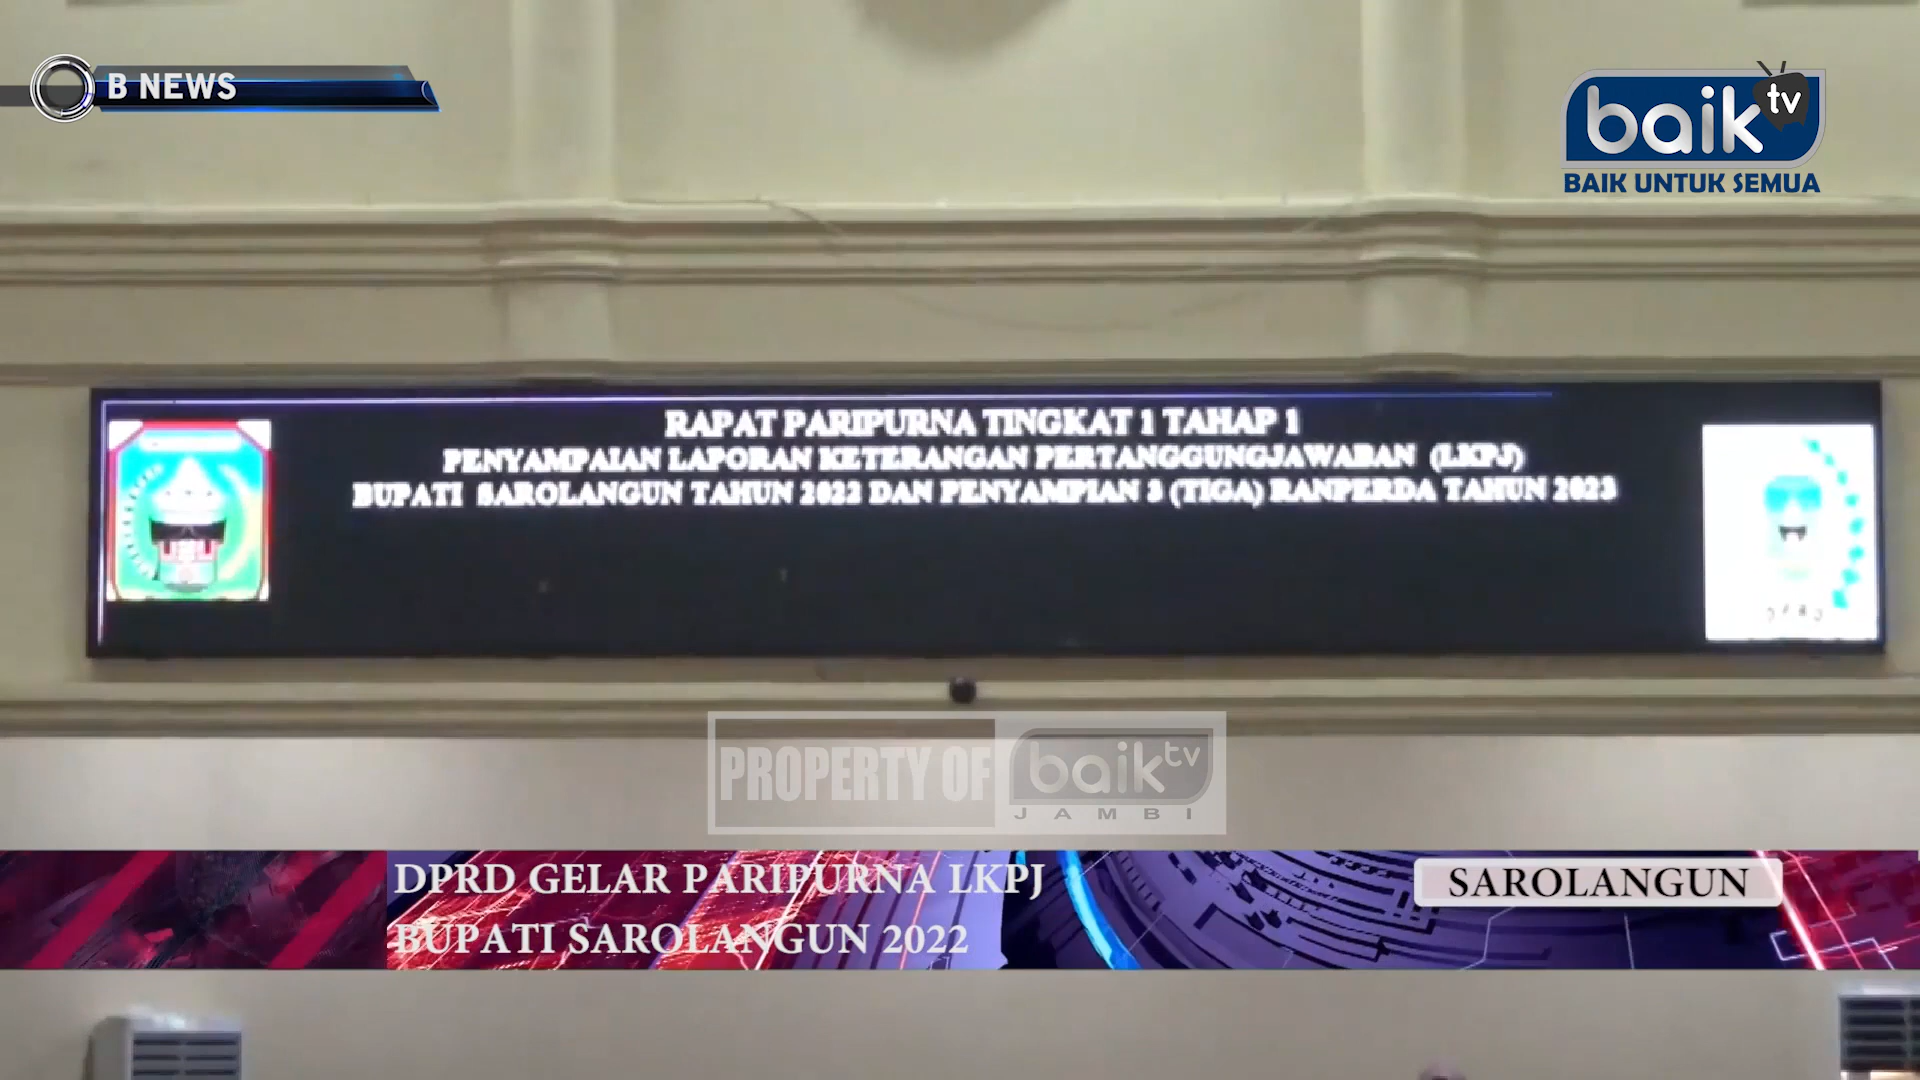 B NEWS
baik tv
BAIK UNTUK SEMUA
RAPAT PARIPURNA TINGKAT 1 TAHAP 1
PENYAMPAIAN LAPORAN KETERANGAN PERTANGGUNGJAWABAN (LKPJ)
BUPATI SAROLANGUN TAHUN 2022 DAN PENYAMPIAN 3 (TIGA) RANPERDA TAHUN 2023
PROPERTY OF baik tv
JAMBI
DPRD GELAR PARIPURNA LKPJ
BUPATI SAROLANGUN 2022
SAROLANGUN